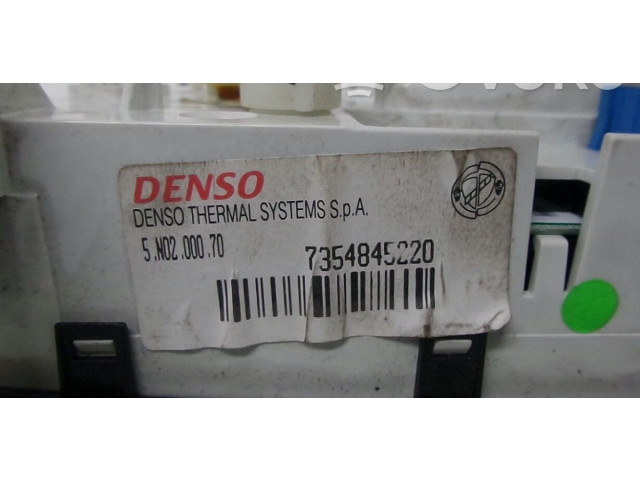 DENSO
DENSO THERMAL SYSTEMS S.p.A.
5.N02.000.70
7354845220